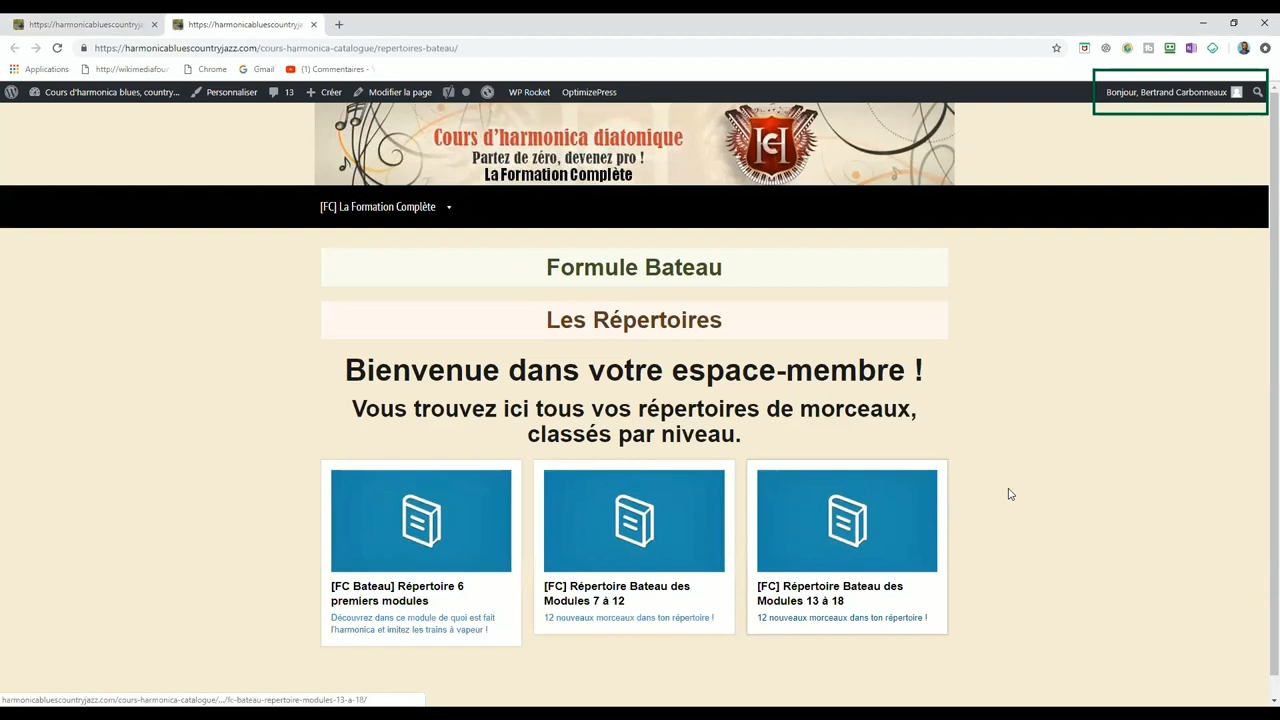 https://harmonicabluescountryja
https://harmonicabluescountryja
https://harmonicabluescountryjazz.com/cours-harmonica-catalogue/repertoires-bateau/
Applications
http://wikimediafour
Chrome
Gmail
(1) Commentaires - Y
Cours d'harmonica blues, country...
Personnaliser
13
Créer
Modifier la page
WP Rocket
OptimizePress
Bonjour, Bertrand Carbonneaux
Cours d'harmonica diatonique
Partez de zéro, devenez pro !
La Formation Complète
HC
[FC] La Formation Complète
Formule Bateau
Les Répertoires
Bienvenue dans votre espace-membre !
Vous trouvez ici tous vos répertoires de morceaux,
classés par niveau.
[FC Bateau] Répertoire 6
premiers modules
Découvrez dans ce module de quoi est fait
l'harmonica et imitez les trains à vapeur !
[FC] Répertoire Bateau des
Modules 7 à 12
12 nouveaux morceaux dans ton répertoire !
[FC] Répertoire Bateau des
Modules 13 à 18
12 nouveaux morceaux dans ton répertoire !
harmonicabluescountryjazz.com/cours-harmonica-catalogue/.../fc-bateau-repertoire-modules-13-a-18/